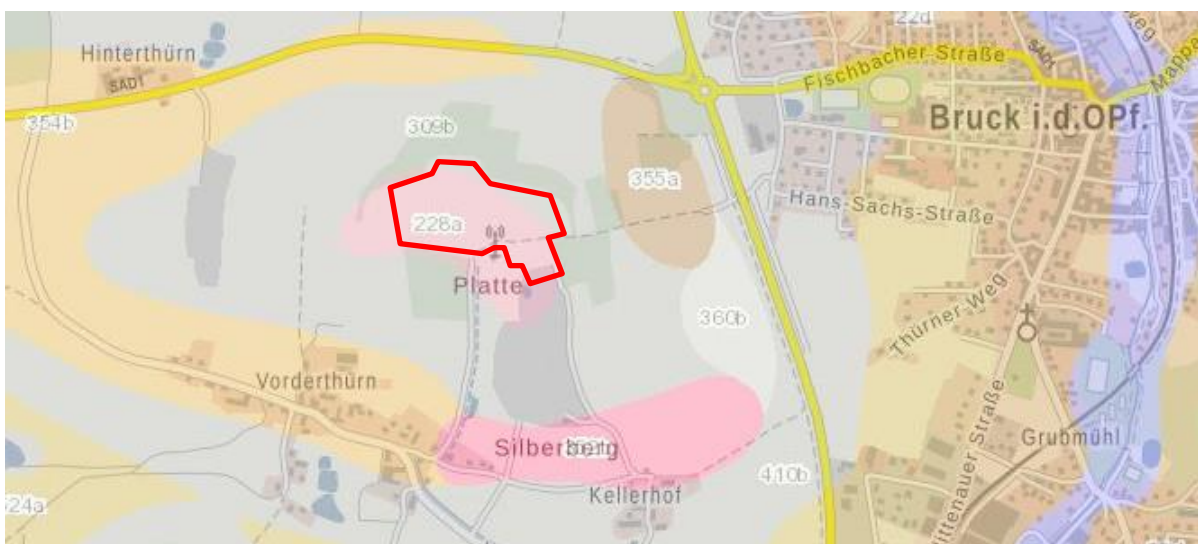 22d
Hinterthürn
SAD1
SAD1
Fischbacher Straße
354b
309b
Bruck i.d.OPf.
355a
Hans-Sachs-Straße
228a
Platte
360b
Thürner Weg
Vorderthürn
Silberberg
Grubmühl
410b
Kellerhof